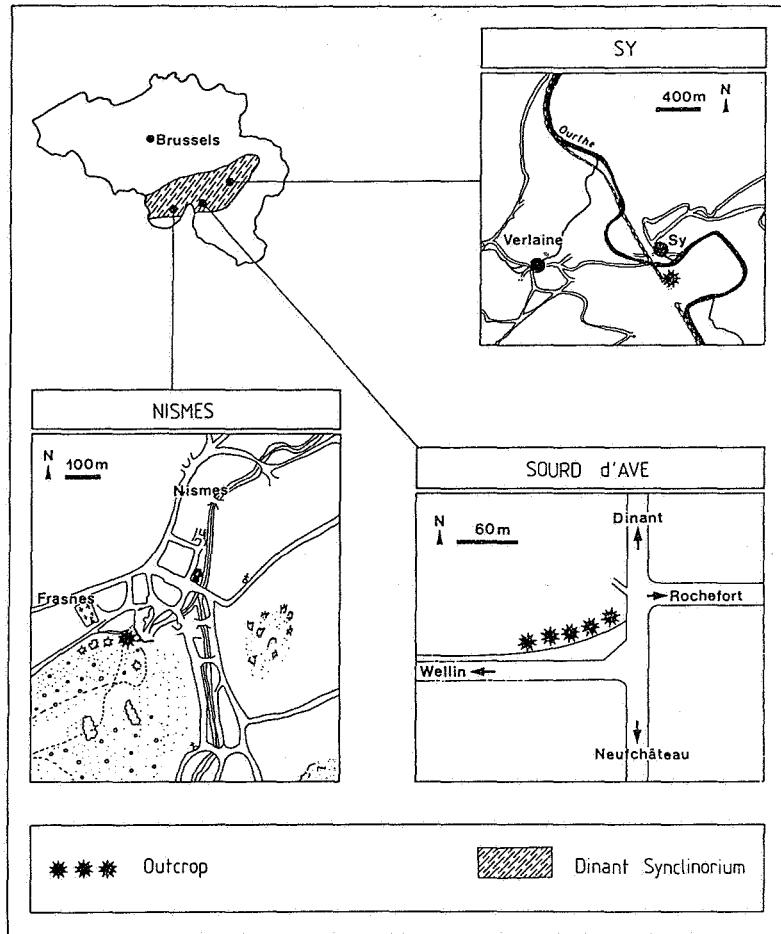 SY
N
400m
Ourthe
Brussels
Verlaine
Sy
NISMES
N
100m
Nismes
Frasnes
SOURD d'AVE
N
60m
Dinant
Rochefort
Wellin
Neufchâteau
Outcrop
Dinant Synclinorium